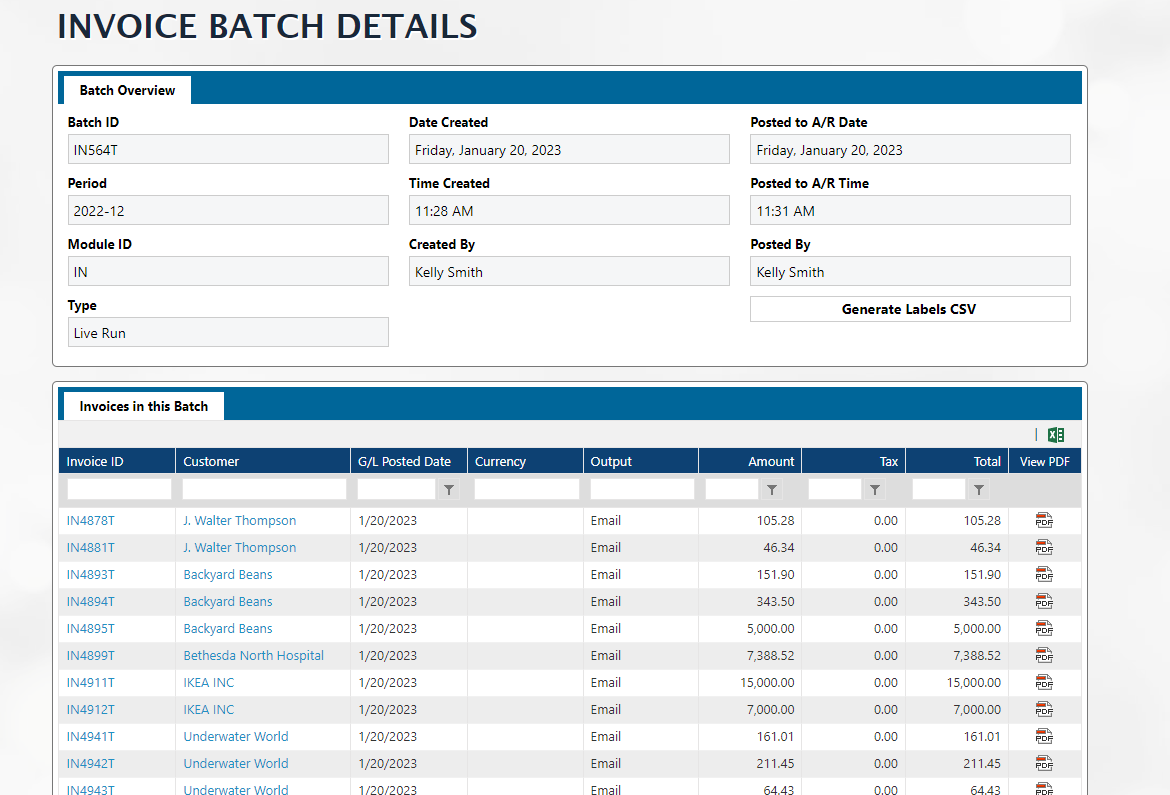 INVOICE BATCH DETAILS
Batch Overview
Batch ID Date Created Posted to A/R Date
IN564T Friday, January 20, 2023 Friday, January 20, 2023
Period Time Created Posted to A/R Time
2022-12 11:28 AM 11:31 AM
Module ID Created By Posted By
IN Kelly Smith Kelly Smith
Type Generate Labels CSV
Live Run
Invoices in this Batch
Invoice ID Customer G/L Posted Date Currency Output Amount Tax Total View PDF
IN4878T J. Walter Thompson 1/20/2023 Email 105.28 0.00 105.28 PDF
IN4881T J. Walter Thompson 1/20/2023 Email 46.34 0.00 46.34 PDF
IN4893T Backyard Beans 1/20/2023 Email 151.90 0.00 151.90 PDF
IN4894T Backyard Beans 1/20/2023 Email 343.50 0.00 343.50 PDF
IN4895T Backyard Beans 1/20/2023 Email 5,000.00 0.00 5,000.00 PDF
IN4899T Bethesda North Hospital 1/20/2023 Email 7,388.52 0.00 7,388.52 PDF
IN4911T IKEA INC 1/20/2023 Email 15,000.00 0.00 15,000.00 PDF
IN4912T IKEA INC 1/20/2023 Email 7,000.00 0.00 7,000.00 PDF
IN4941T Underwater World 1/20/2023 Email 161.01 0.00 161.01 PDF
IN4942T Underwater World 1/20/2023 Email 211.45 0.00 211.45 PDF
IN4943T Underwater World 1/20/2023 Email 64.43 0.00 64.43 PDF